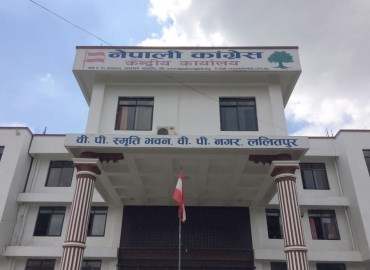 नेपाली कांग्रेस
केन्द्रीय कार्यालय
वी. पी. स्मृति भवन, वी. पी. नगर, ललितपुर